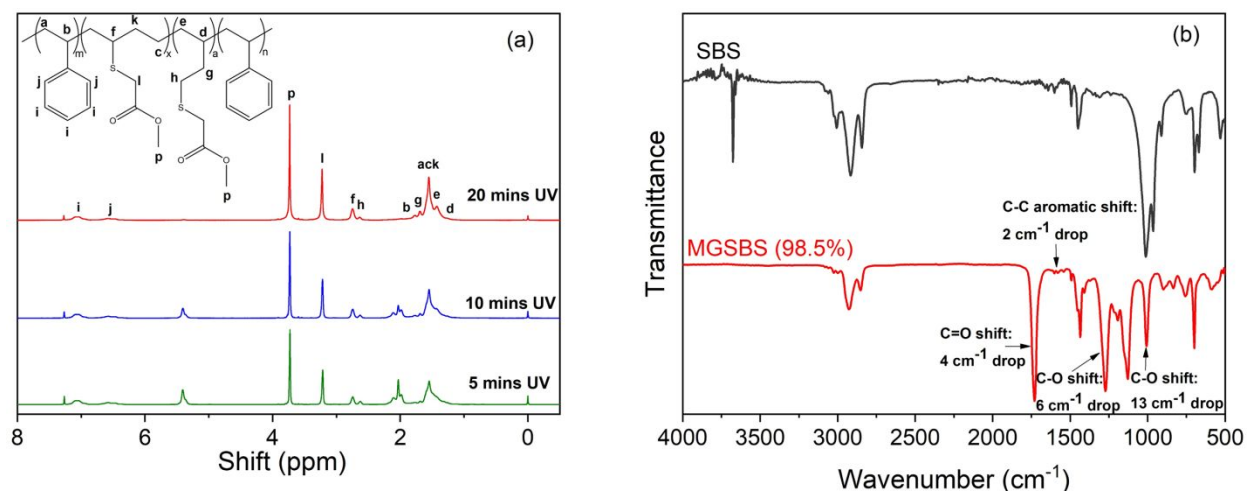 (a)
a
b
f
k
e
d
m
c
x
a
n
S
l
h
g
j
j
i
i
i
O
O
p
S
O
O
p
p
l
ack
20 mins UV
i
j
f
h
b
g
e
d
10 mins UV
5 mins UV
8
6
4
2
0
Shift (ppm)
(b)
SBS
Transmittance
C-C aromatic shift:
2 cm-1 drop
MGSBS (98.5%)
C=O shift:
4 cm-1 drop
C-O shift:
6 cm-1 drop
C-O shift:
13 cm-1 drop
4000
3500
3000
2500
2000
1500
1000
500
Wavenumber (cm-1)